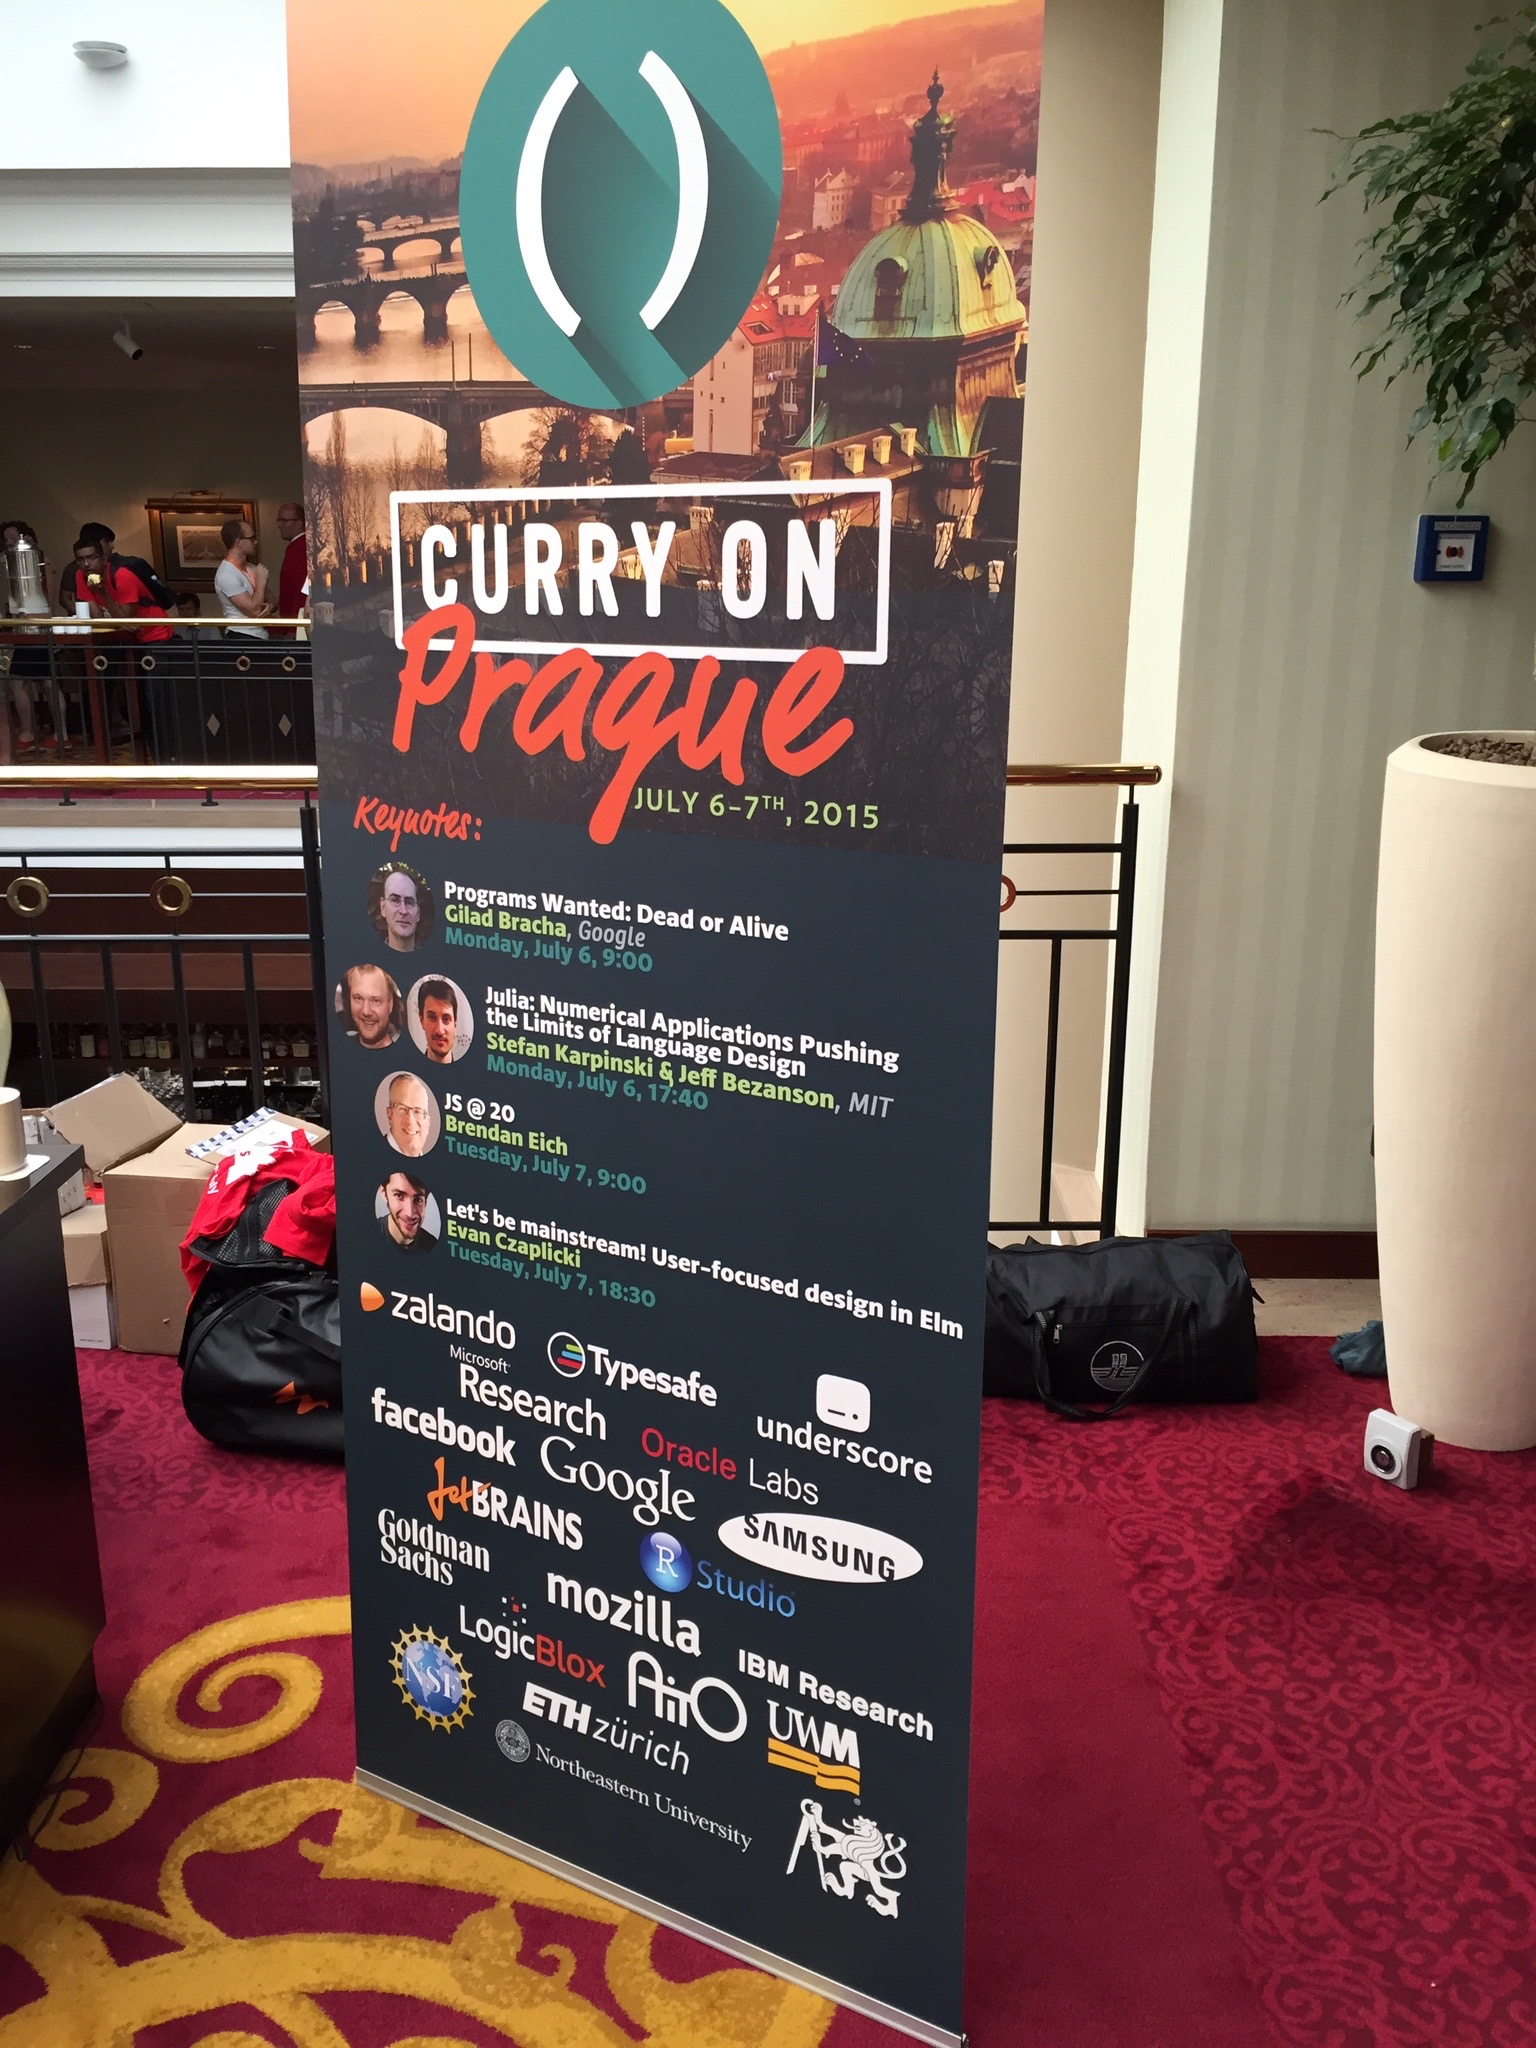 ()
CURRY ON
Prague
JULY 6-7TH, 2015
Keynotes:
Programs Wanted: Dead or Alive
Gilad Bracha, Google
Monday, July 6, 9:00
Julia: Numerical Applications Pushing
the Limits of Language Design
Stefan Karpinski & Jeff Bezanson, MIT
Monday, July 6, 17:40
JS @ 20
Brendan Eich
Tuesday, July 7, 9:00
Let's be mainstream! User-focused design in Elm
Evan Czaplicki
Tuesday, July 7, 18:30
zalando
Typesafe
Microsoft
Research
underscore
facebook
Google
Oracle Labs
JetBRAINS
SAMSUNG
Goldman
Sachs
R Studio
mozilla
LogicBlox
IBM Research
NSF
AITO
UWM
ETH zürich
Northeastern University